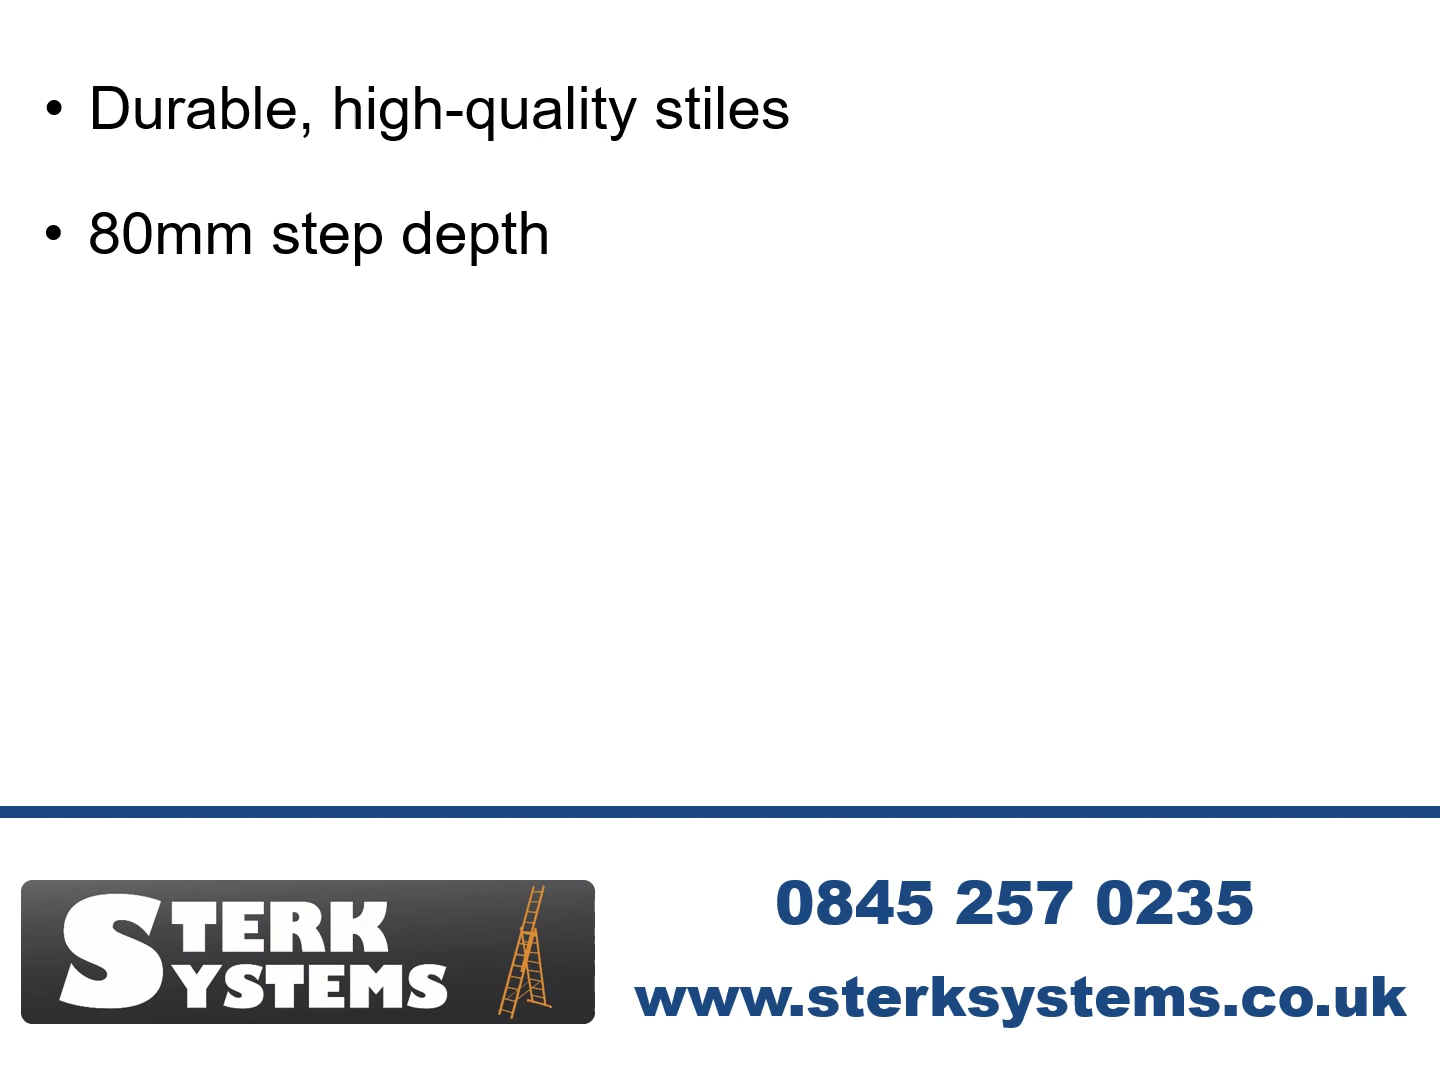 • Durable, high-quality stiles
• 80mm step depth
STERK
SYSTEMS
0845 257 0235
www.sterksystems.co.uk